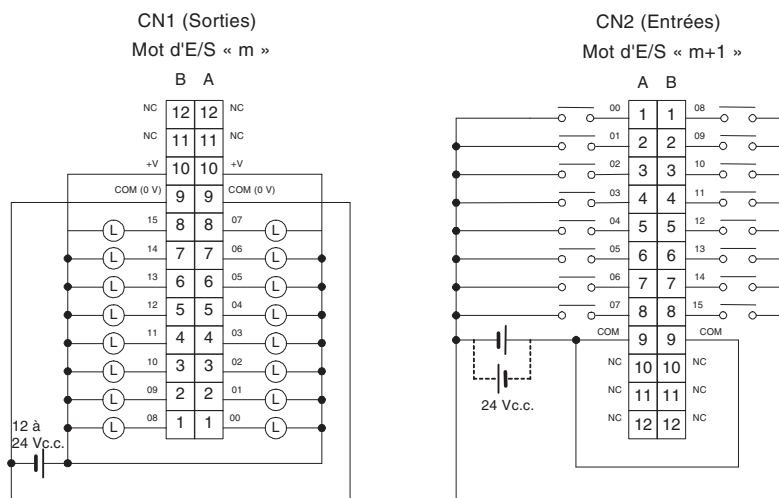 CN1 (Sorties)
Mot d'E/S « m »
B A
NC 12 12 NC
NC 11 11 NC
+V 10 10 +V
COM (0 V) 9 9 COM (0 V)
15 L 8 8 07 L
14 L 7 7 06 L
13 L 6 6 05 L
12 L 5 5 04 L
11 L 4 4 03 L
10 L 3 3 02 L
09 L 2 2 01 L
08 L 1 1 00 L
12 à
24 Vc.c.
CN2 (Entrées)
Mot d'E/S « m+1 »
A B
00 1 1 08
01 2 2 09
02 3 3 10
03 4 4 11
04 5 5 12
05 6 6 13
06 7 7 14
07 8 8 15
COM 9 9 COM
NC 10 10 NC
NC 11 11 NC
NC 12 12 NC
24 Vc.c.